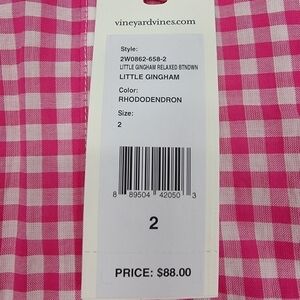 vineyardvines.com
Style:
2W0862-658-2
LITTLE GINGHAM RELAXED BTNDWN
LITTLE GINGHAM
Color:
RHODODENDRON
Size:
2
8 89504 42050 3
2
PRICE: $88.00